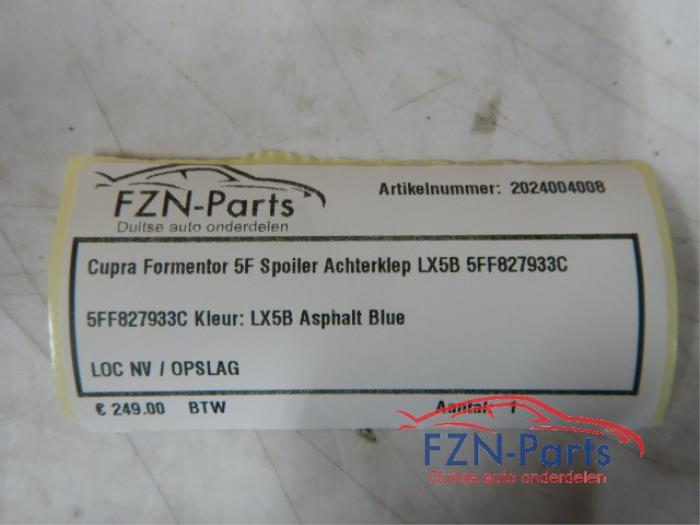 FZN-Parts
Duitse auto onderdelen
Artikelnummer: 2024004008
Cupra Formentor 5F Spoiler Achterklep LX5B 5FF827933C
5FF827933C Kleur: LX5B Asphalt Blue
LOC NV / OPSLAG
€ 249.00 BTW
Aantal: 1
FZN-Parts
Duitse auto onderdelen